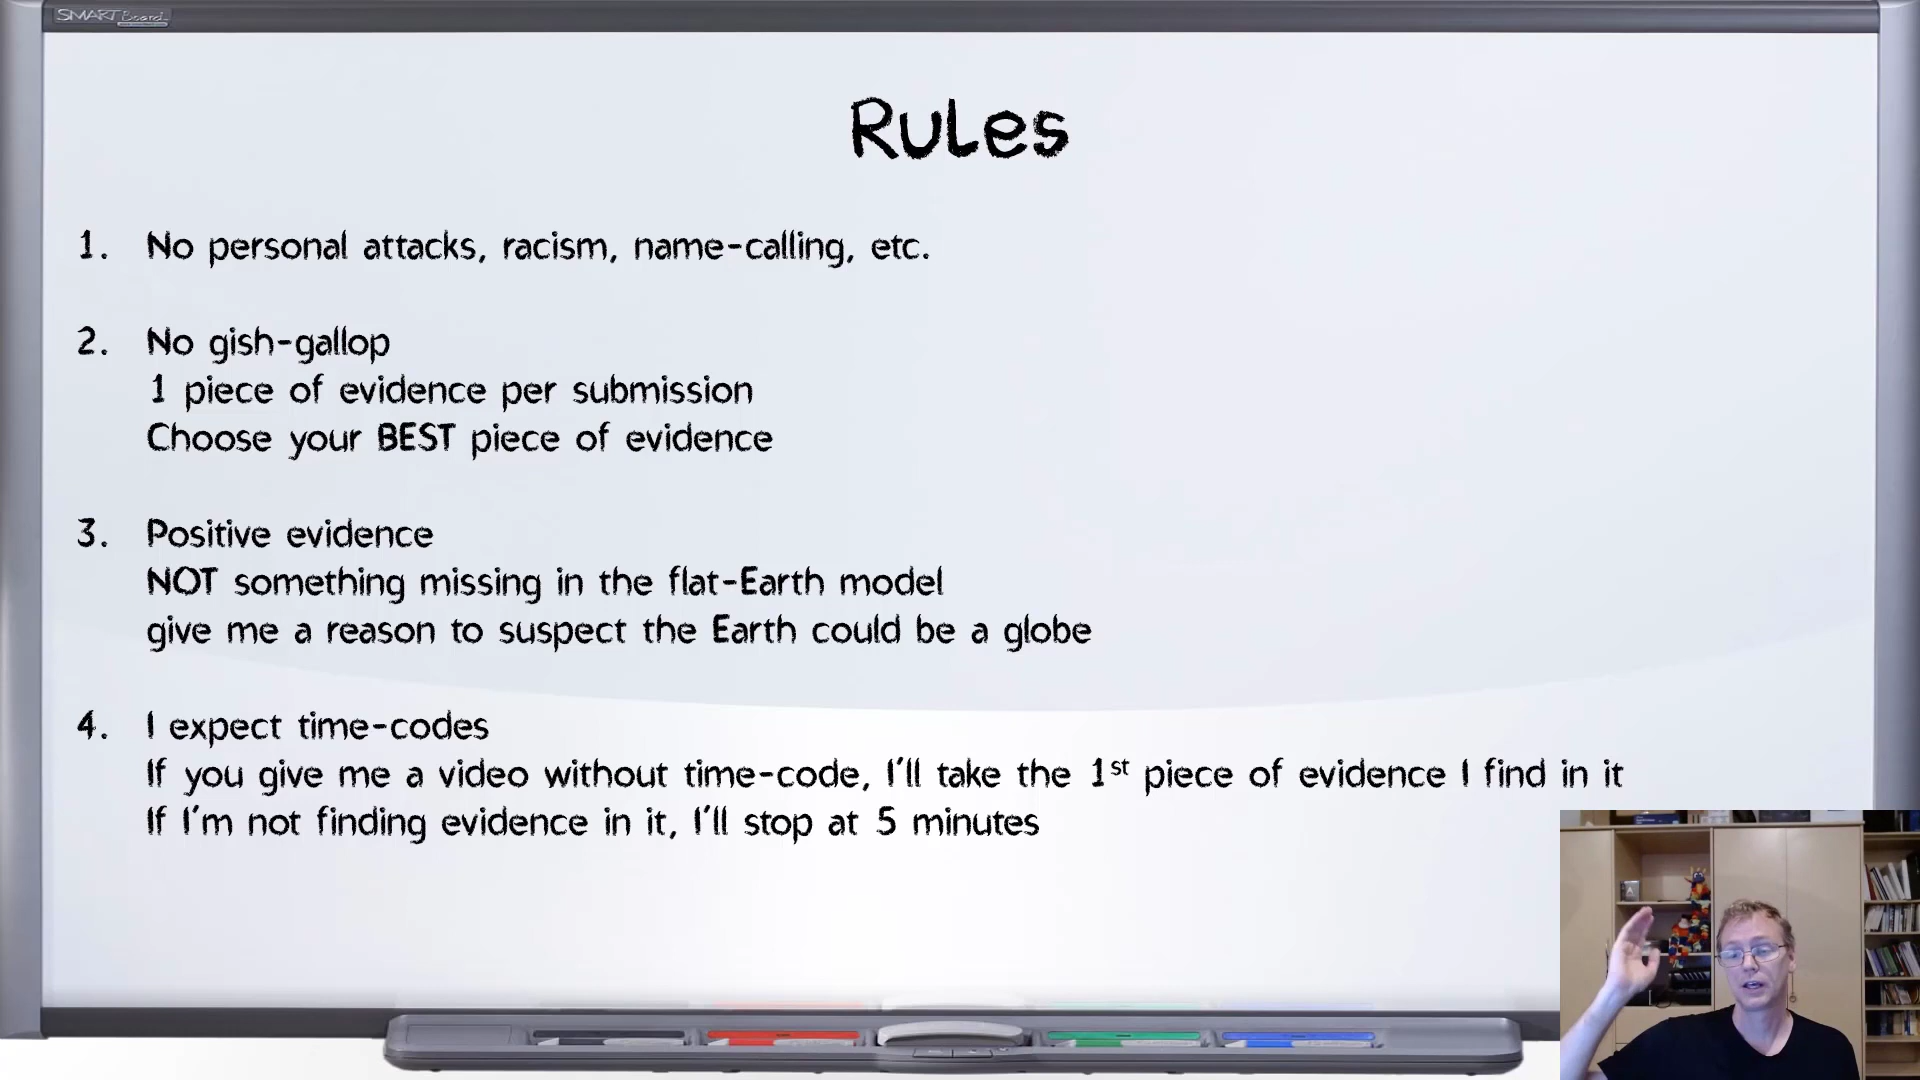 SMART Board
Rules
1. No personal attacks, racism, name-calling, etc.
2. No gish-gallop
1 piece of evidence per submission
Choose your BEST piece of evidence
3. Positive evidence
NOT something missing in the flat-Earth model
give me a reason to suspect the Earth could be a globe
4. I expect time-codes
If you give me a video without time-code, I'll take the 1st piece of evidence I find in it
If I'm not finding evidence in it, I'll stop at 5 minutes